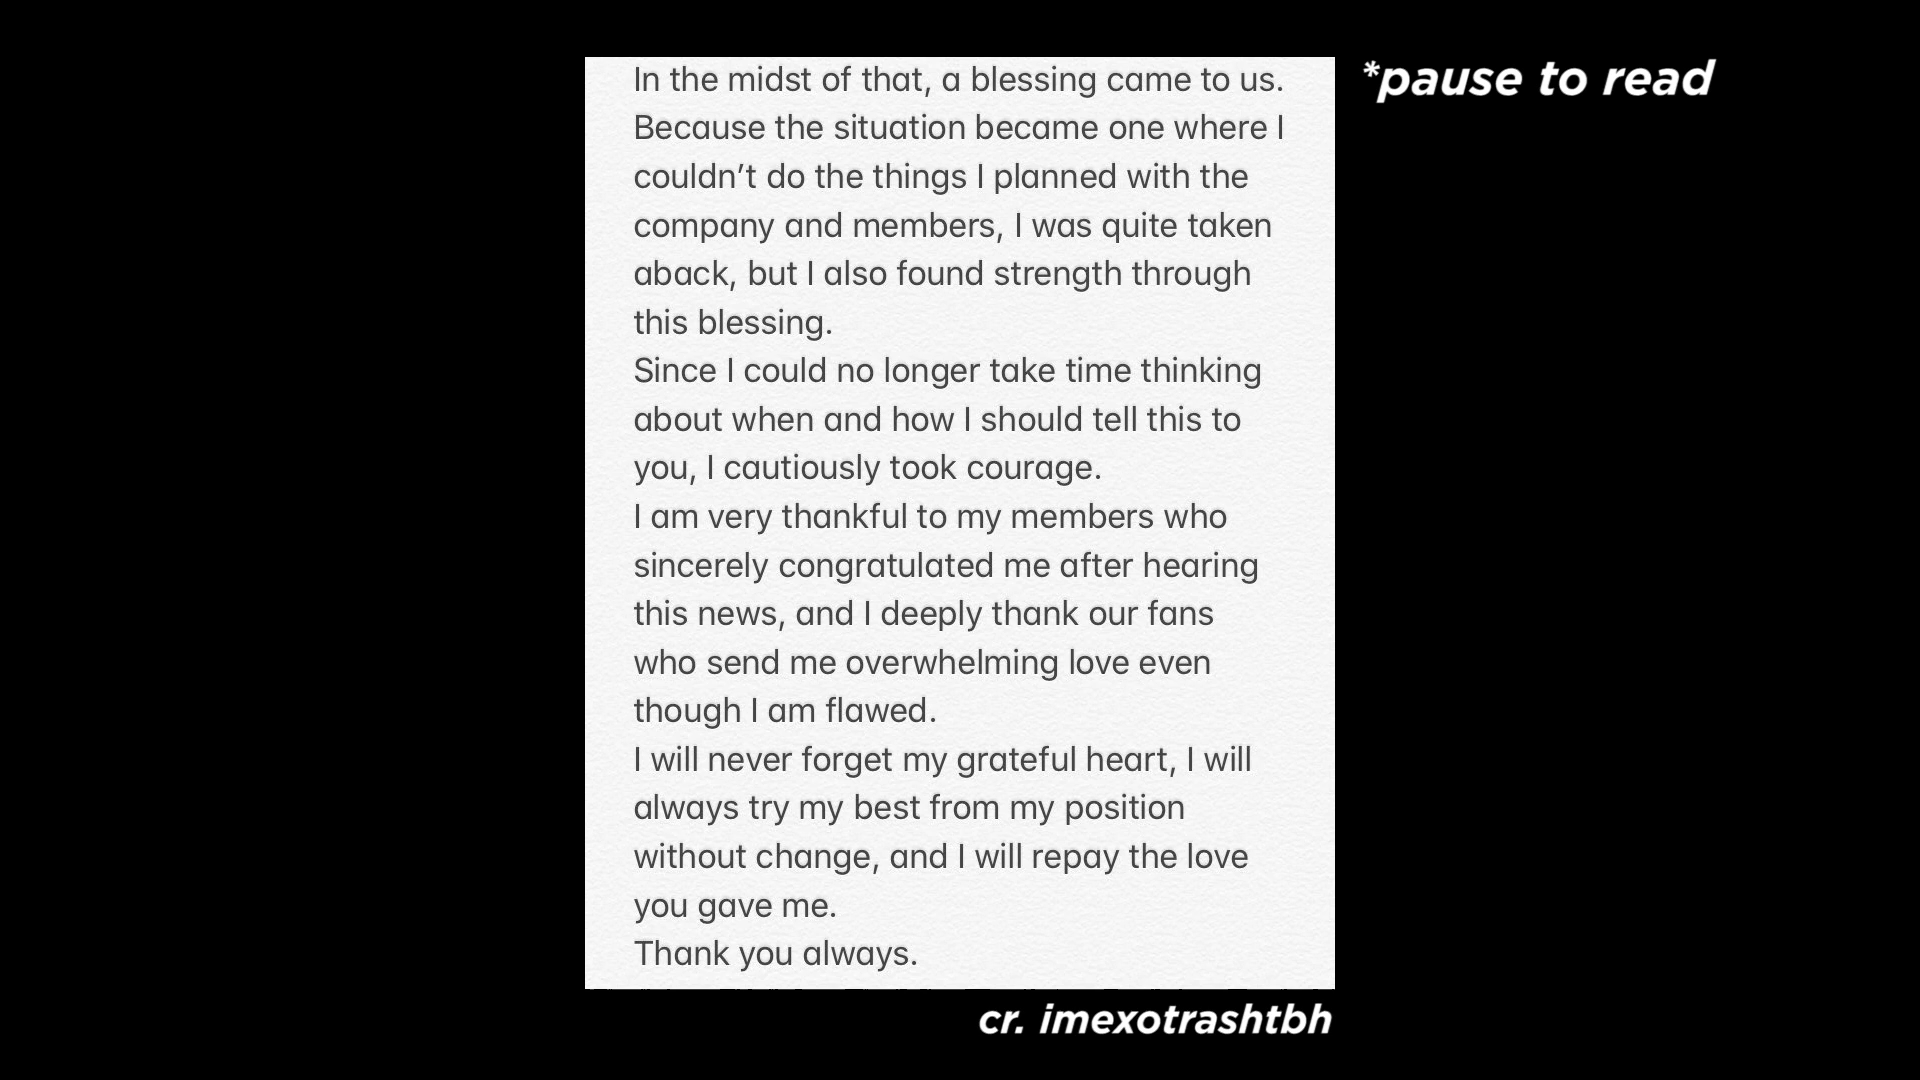 *pause to read
In the midst of that, a blessing came to us.
Because the situation became one where I
couldn’t do the things I planned with the
company and members, I was quite taken
aback, but I also found strength through
this blessing.
Since I could no longer take time thinking
about when and how I should tell this to
you, I cautiously took courage.
I am very thankful to my members who
sincerely congratulated me after hearing
this news, and I deeply thank our fans
who send me overwhelming love even
though I am flawed.
I will never forget my grateful heart, I will
always try my best from my position
without change, and I will repay the love
you gave me.
Thank you always.
cr. imexotrashtbh